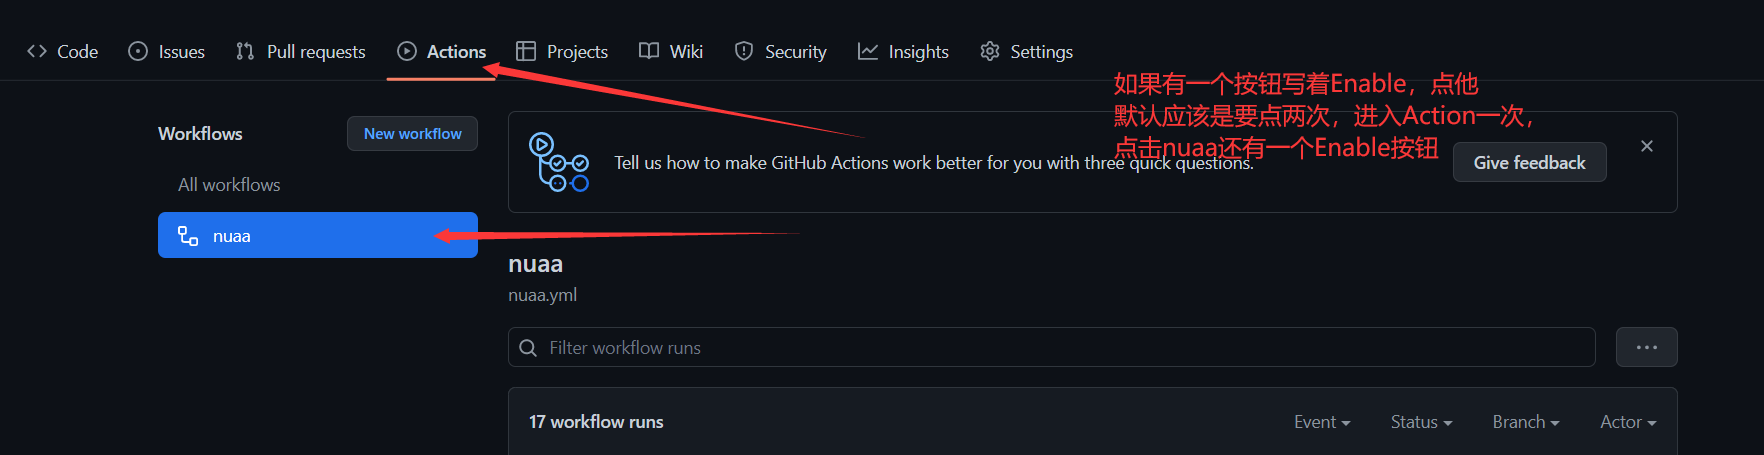 Code
Issues
Pull requests
Actions
Projects
Wiki
Security
Insights
Settings
如果有一个按钮写着Enable，点他
默认应该是要点两次，进入Action一次，
点击nuaa还有一个Enable按钮
Workflows
New workflow
All workflows
nuaa
Tell us how to make GitHub Actions work better for you with three quick questions.
Give feedback
nuaa
nuaa.yml
Filter workflow runs
17 workflow runs
Event
Status
Branch
Actor